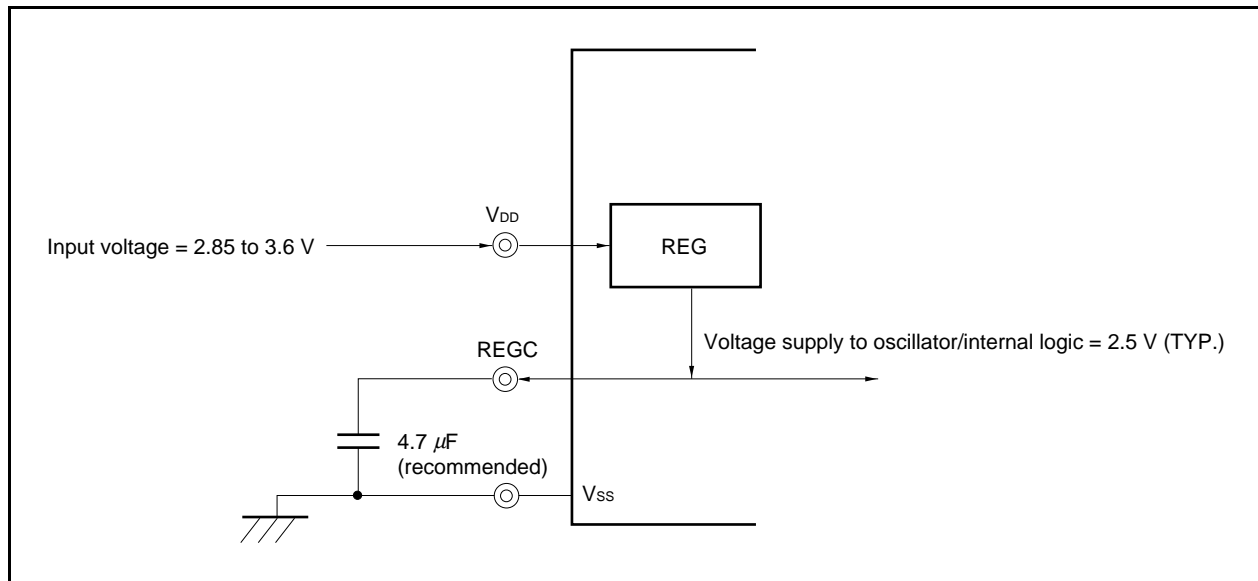 VDD
Input voltage = 2.85 to 3.6 V
REG
Voltage supply to oscillator/internal logic = 2.5 V (TYP.)
REGC
4.7 μF
(recommended)
VSS